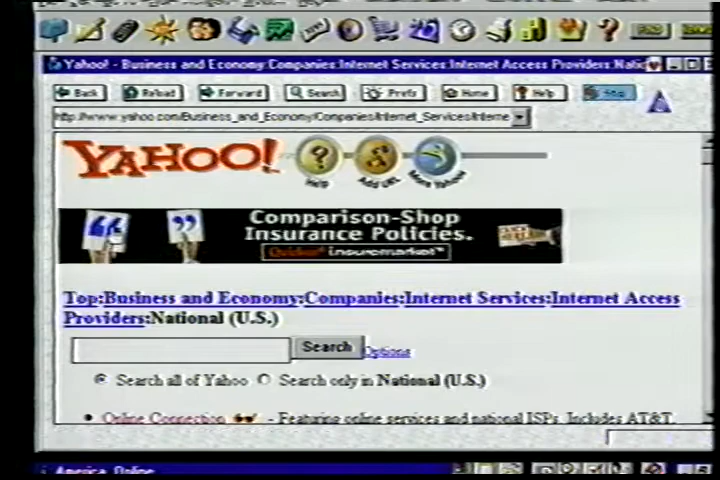 Yahoo! - Business and Economy:Companies:Internet Services:Internet Access Providers:Natio
Back Reload Forward Search Prefs Home Help Stop
http://www.yahoo.com/Business_and_Economy/Companies/Internet_Services/Interne
YAHOO!
Help Add URL More Yahoos
Comparison-Shop
Insurance Policies.
Quicken insuremarket™
Top:Business and Economy:Companies:Internet Services:Internet Access
Providers:National (U.S.)
Search Options
Search all of Yahoo Search only in National (U.S.)
Online Connection - Featuring online services and national ISPs. Includes AT&T,
America Online